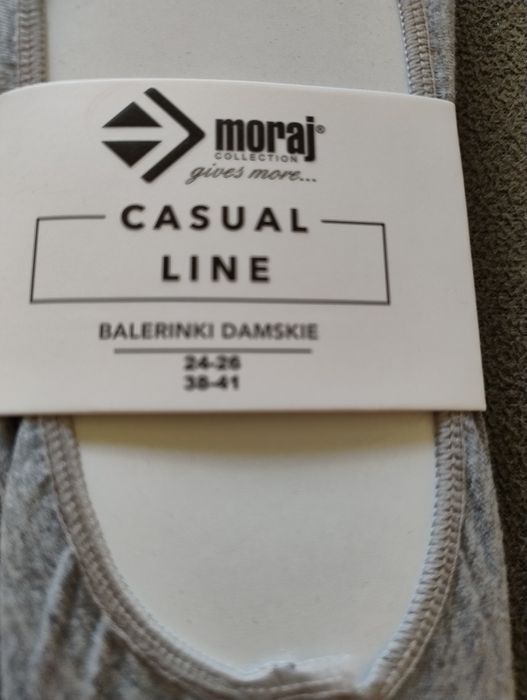 moraj®
COLLECTION
gives more...
CASUAL
LINE
BALERINKI DAMSKIE
24-26
38-41